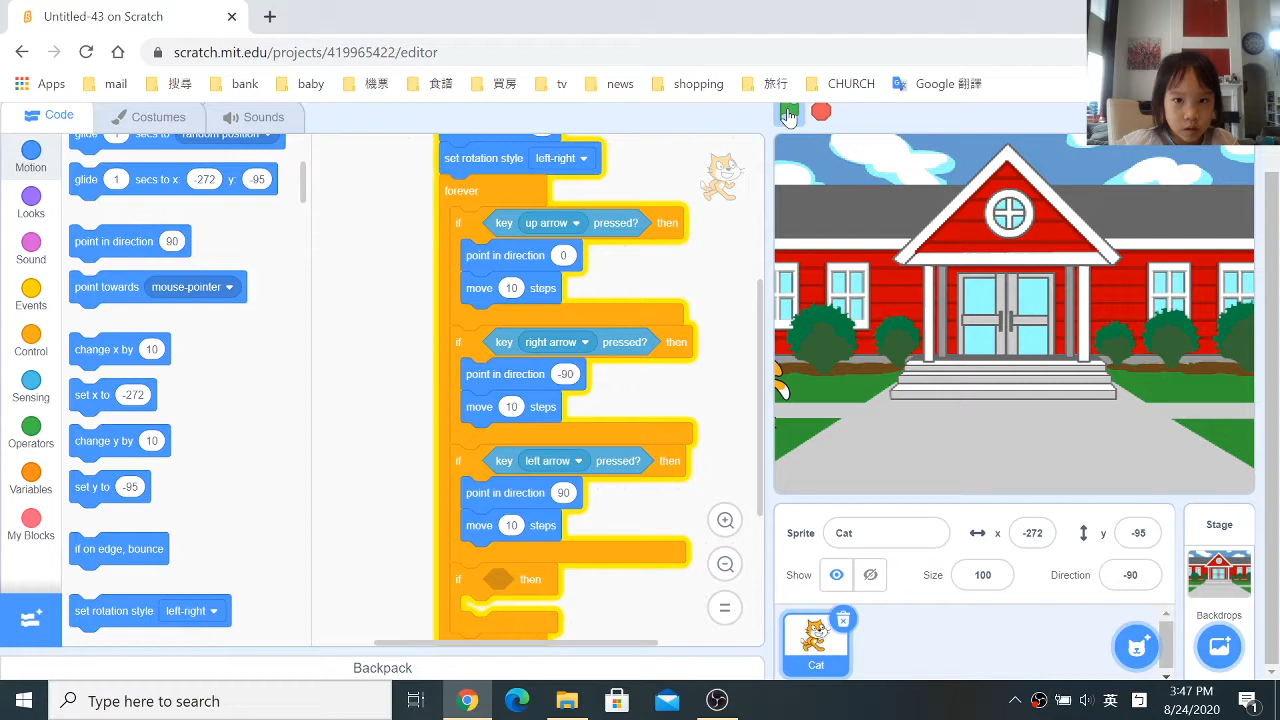 Untitled-43 on Scratch
scratch.mit.edu/projects/419965422/editor
Apps mail 搜尋 bank baby 機票 食譜 買房 tv news shopping 旅行 CHURCH Google 翻譯
Code Costumes Sounds
Motion
Looks
Sound
Events
Control
Sensing
Operators
Variables
My Blocks
glide 1 secs to random position
glide 1 secs to x: -272 y: -95
point in direction 90
point towards mouse-pointer
change x by 10
set x to -272
change y by 10
set y to -95
if on edge, bounce
set rotation style left-right
set rotation style left-right
forever
if key up arrow pressed? then
point in direction 0
move 10 steps
if key right arrow pressed? then
point in direction -90
move 10 steps
if key left arrow pressed? then
point in direction 90
move 10 steps
if then
Backpack
Sprite Cat x -272 y -95
Show Size 100 Direction -90
Cat
Stage
Backdrops
Type here to search
英
3:47 PM
8/24/2020
1